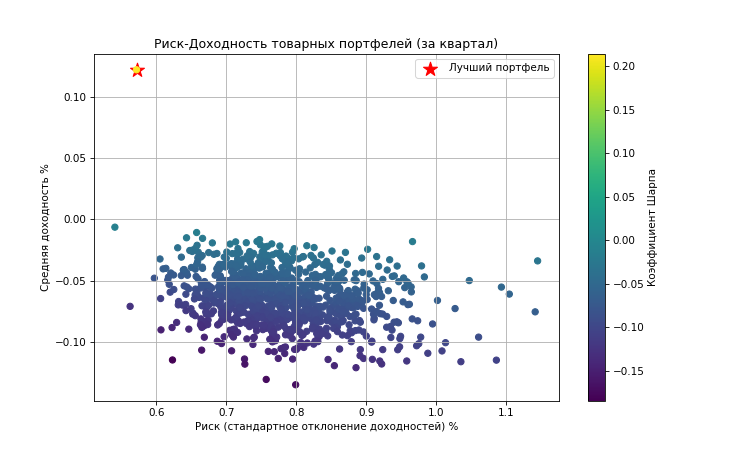 Риск-Доходность товарных портфелей (за квартал)
Лучший портфель
0.10
0.05
0.00
−0.05
−0.10
Средняя доходность %
0.6 0.7 0.8 0.9 1.0 1.1
Риск (стандартное отклонение доходностей) %
0.20
0.15
0.10
0.05
0.00
−0.05
−0.10
−0.15
Коэффициент Шарпа